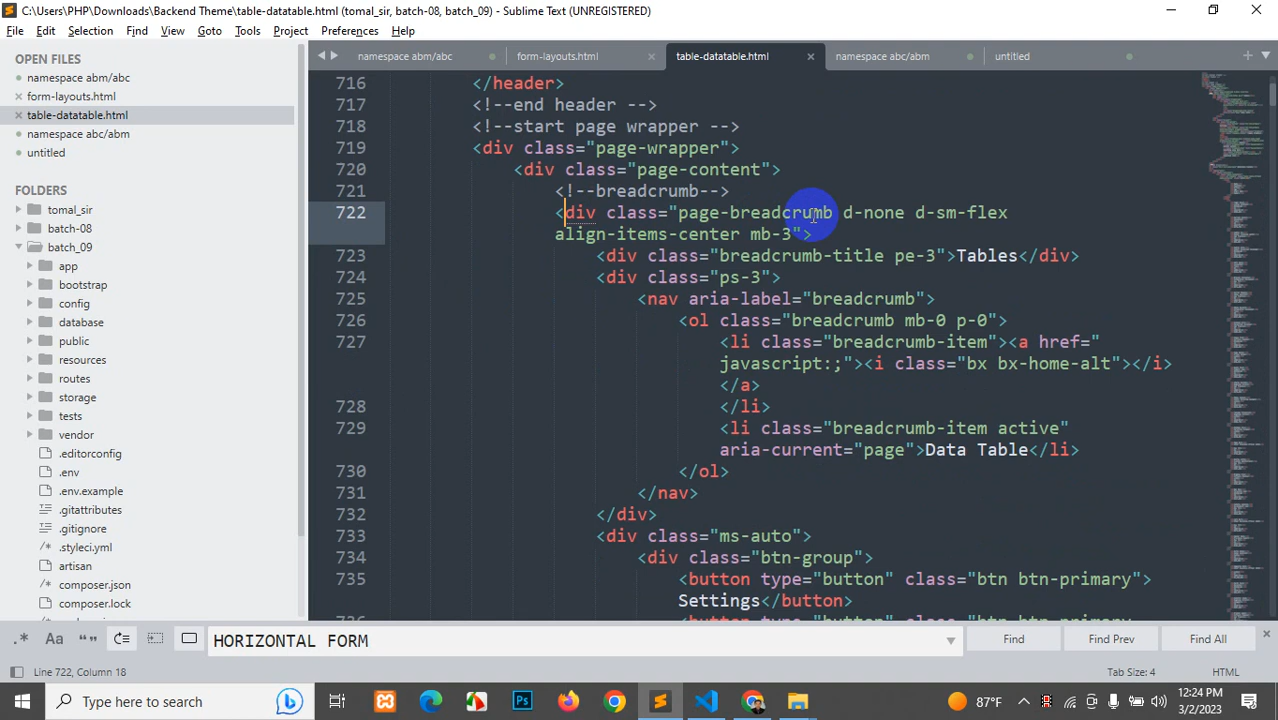 C:\Users\PHP\Downloads\Backend Theme\table-datatable.html (tomal_sir, batch-08, batch_09) - Sublime Text (UNREGISTERED)
File Edit Selection Find View Goto Tools Project Preferences Help
OPEN FILES
namespace abm/abc
form-layouts.html
table-datatable.html
namespace abc/abm
untitled
FOLDERS
tomal_sir
batch-08
batch_09
app
bootstrap
config
database
public
resources
routes
storage
tests
vendor
.editorconfig
.env
.env.example
.gitattributes
.gitignore
.styleci.yml
artisan
composer.json
composer.lock
namespace abm/abc form-layouts.html table-datatable.html namespace abc/abm untitled
716 </header>
717 <!--end header -->
718 <!--start page wrapper -->
719 <div class="page-wrapper">
720 <div class="page-content">
721 <!--breadcrumb-->
722 <div class="page-breadcrumb d-none d-sm-flex
align-items-center mb-3">
723 <div class="breadcrumb-title pe-3">Tables</div>
724 <div class="ps-3">
725 <nav aria-label="breadcrumb">
726 <ol class="breadcrumb mb-0 p-0">
727 <li class="breadcrumb-item"><a href="
javascript:;"><i class="bx bx-home-alt"></i>
</a>
728 </li>
729 <li class="breadcrumb-item active"
aria-current="page">Data Table</li>
730 </ol>
731 </nav>
732 </div>
733 <div class="ms-auto">
734 <div class="btn-group">
735 <button type="button" class="btn btn-primary">
Settings</button>
736 <button type="button" class="btn btn-primary
.* Aa HORIZONTAL FORM Find Find Prev Find All
Line 722, Column 18 Tab Size: 4 HTML
Type here to search 87°F 12:24 PM
3/2/2023